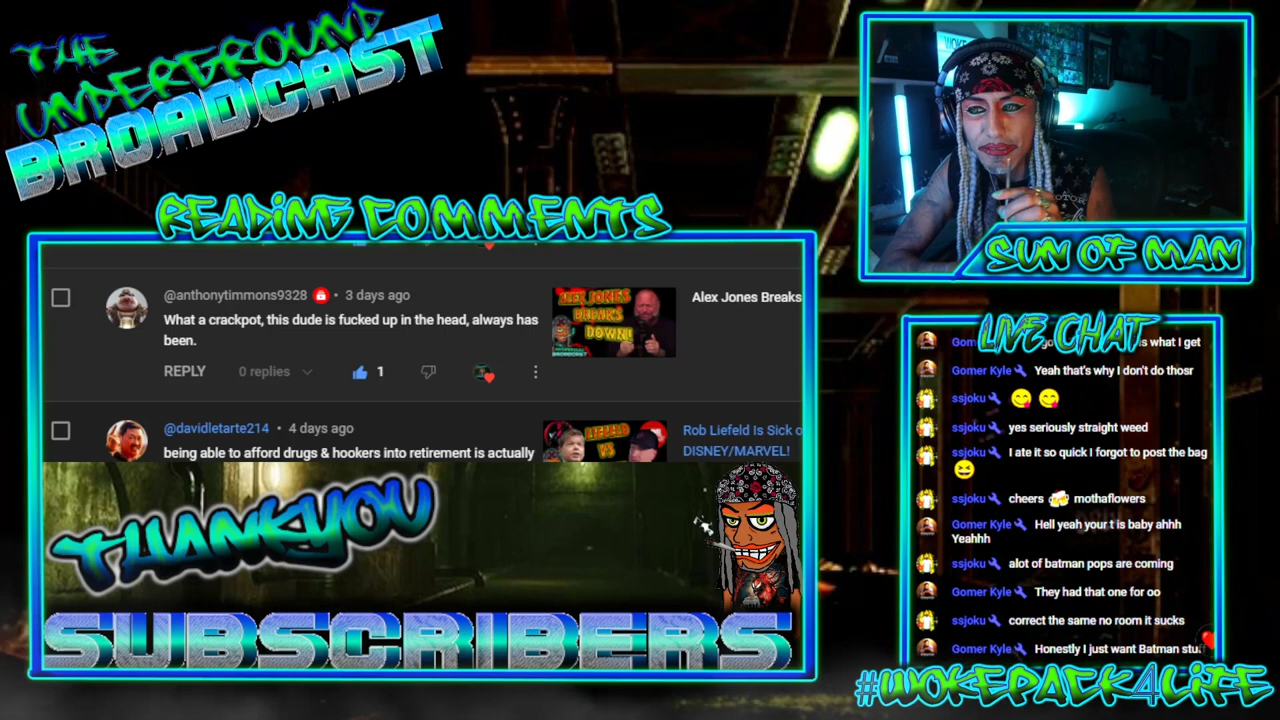 THE
UNDERGROUND
BROADCAST
READING COMMENTS
@anthonytimmons9328 • 3 days ago
What a crackpot, this dude is fucked up in the head, always has
been.
REPLY 0 replies 1
ALEX JONES
BREAKS
DOWN!
BROADCAST
Alex Jones Breaks
@davidletarte214 • 4 days ago
being able to afford drugs & hookers into retirement is actually
LIEFELD
VS
Rob Liefeld Is Sick o
DISNEY/MARVEL!
THANKYOU
SUBSCRIBERS
WOKE
SUN OF MAN
LIVE CHAT
Gom s what I get
Gomer Kyle Yeah that's why I don't do thosr
ssjoku 😋 😋
ssjoku yes seriously straight weed
ssjoku I ate it so quick I forgot to post the bag
😆
ssjoku cheers 🍻 mothaflowers
Gomer Kyle Hell yeah your t is baby ahhh
Yeahhh
ssjoku alot of batman pops are coming
Gomer Kyle They had that one for oo
ssjoku correct the same no room it sucks
Gomer Kyle Honestly I just want Batman stu
#WOKEPACK4LIFE